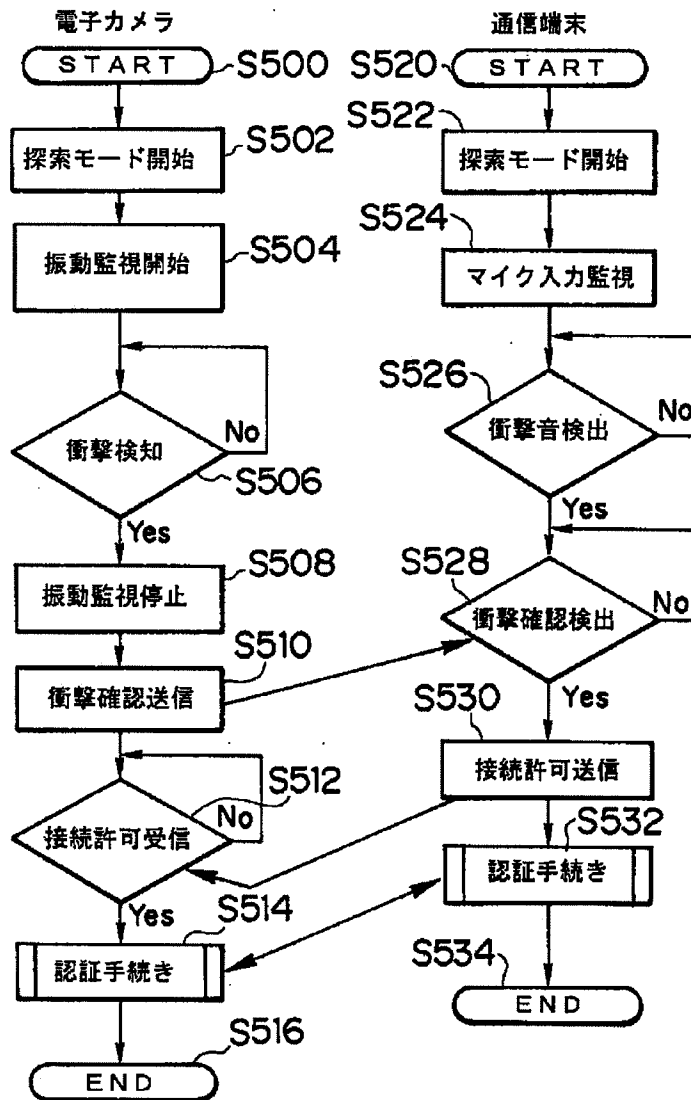 電子カメラ
START
S500
S502
探索モード開始
振動監視開始
S504
No
衝撃検知
S506
Yes
S508
振動監視停止
S510
衝撃確認送信
S512
No
接続許可受信
Yes
S514
認証手続き
S516
END
通信端末
S520
START
S522
探索モード開始
S524
マイク入力監視
S526
衝撃音検出
No
Yes
S528
衝撃確認検出
No
Yes
S530
接続許可送信
S532
認証手続き
S534
END